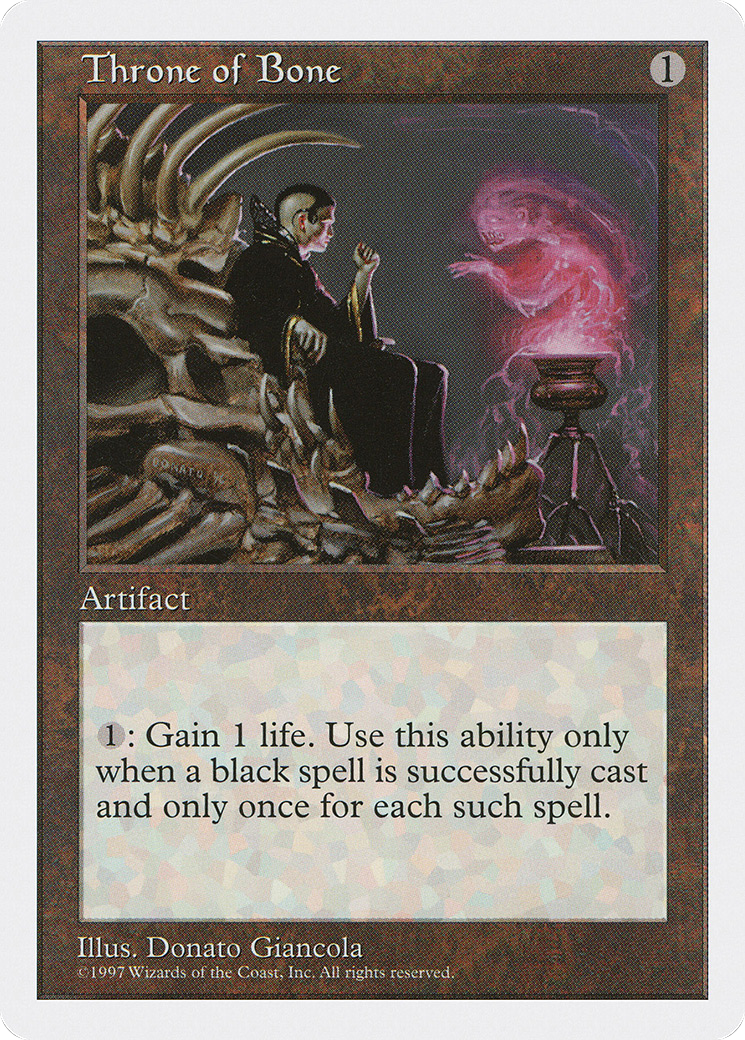 Throne of Bone 1
Artifact
1: Gain 1 life. Use this ability only
when a black spell is successfully cast
and only once for each such spell.
Illus. Donato Giancola
©1997 Wizards of the Coast, Inc. All rights reserved.